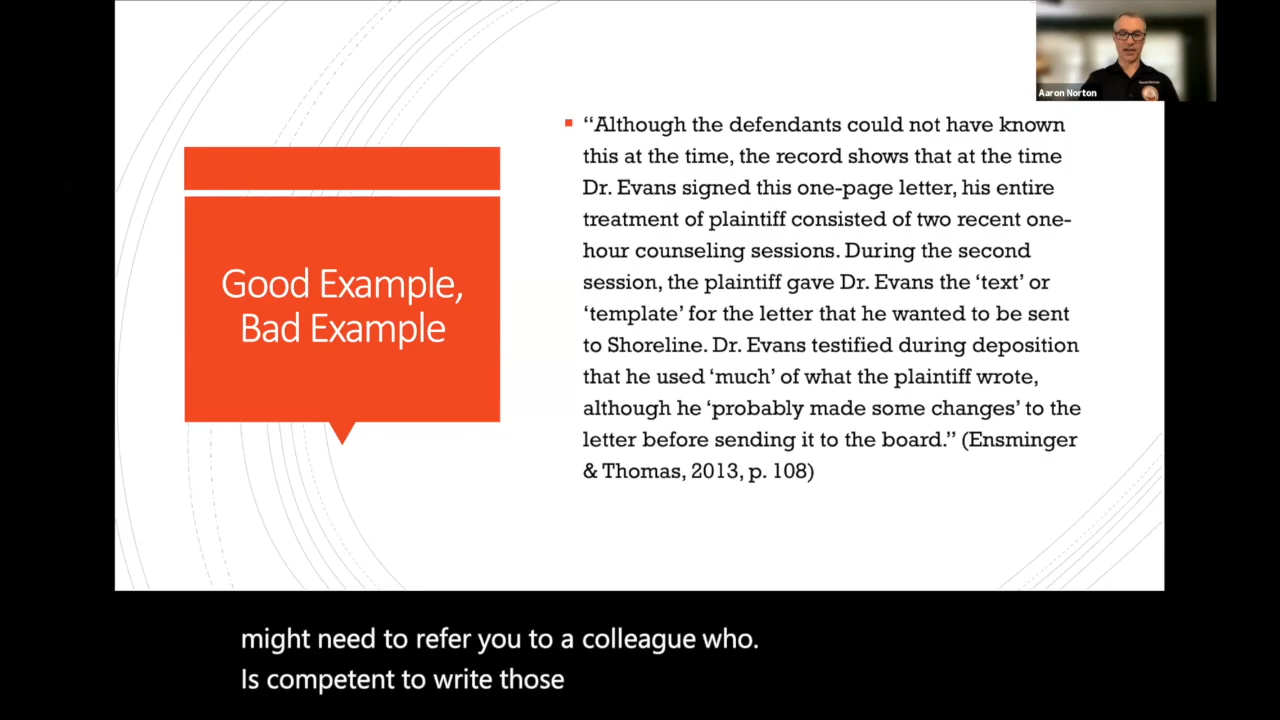 Aaron Norton
Good Example,
Bad Example
“Although the defendants could not have known
this at the time, the record shows that at the time
Dr. Evans signed this one-page letter, his entire
treatment of plaintiff consisted of two recent one-
hour counseling sessions. During the second
session, the plaintiff gave Dr. Evans the ‘text’ or
‘template’ for the letter that he wanted to be sent
to Shoreline. Dr. Evans testified during deposition
that he used ‘much’ of what the plaintiff wrote,
although he ‘probably made some changes’ to the
letter before sending it to the board.” (Ensminger
& Thomas, 2013, p. 108)
might need to refer you to a colleague who.
Is competent to write those